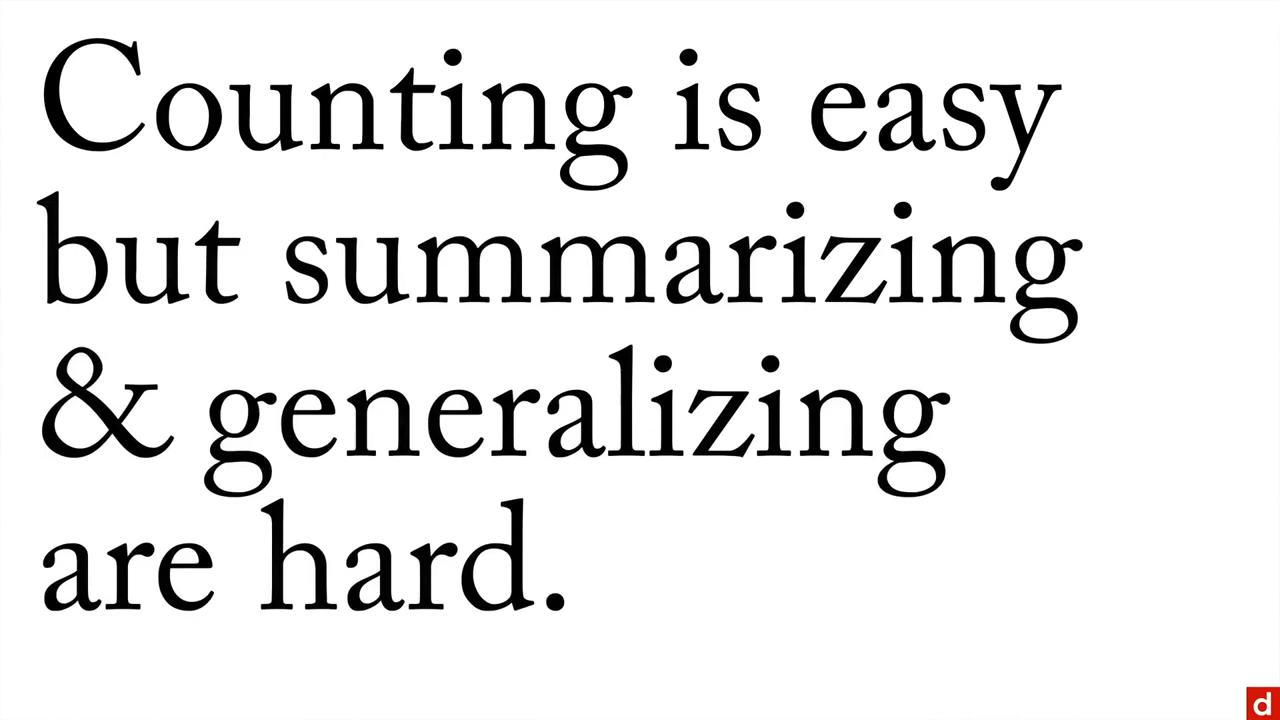 Counting is easy
but summarizing
& generalizing
are hard.
d